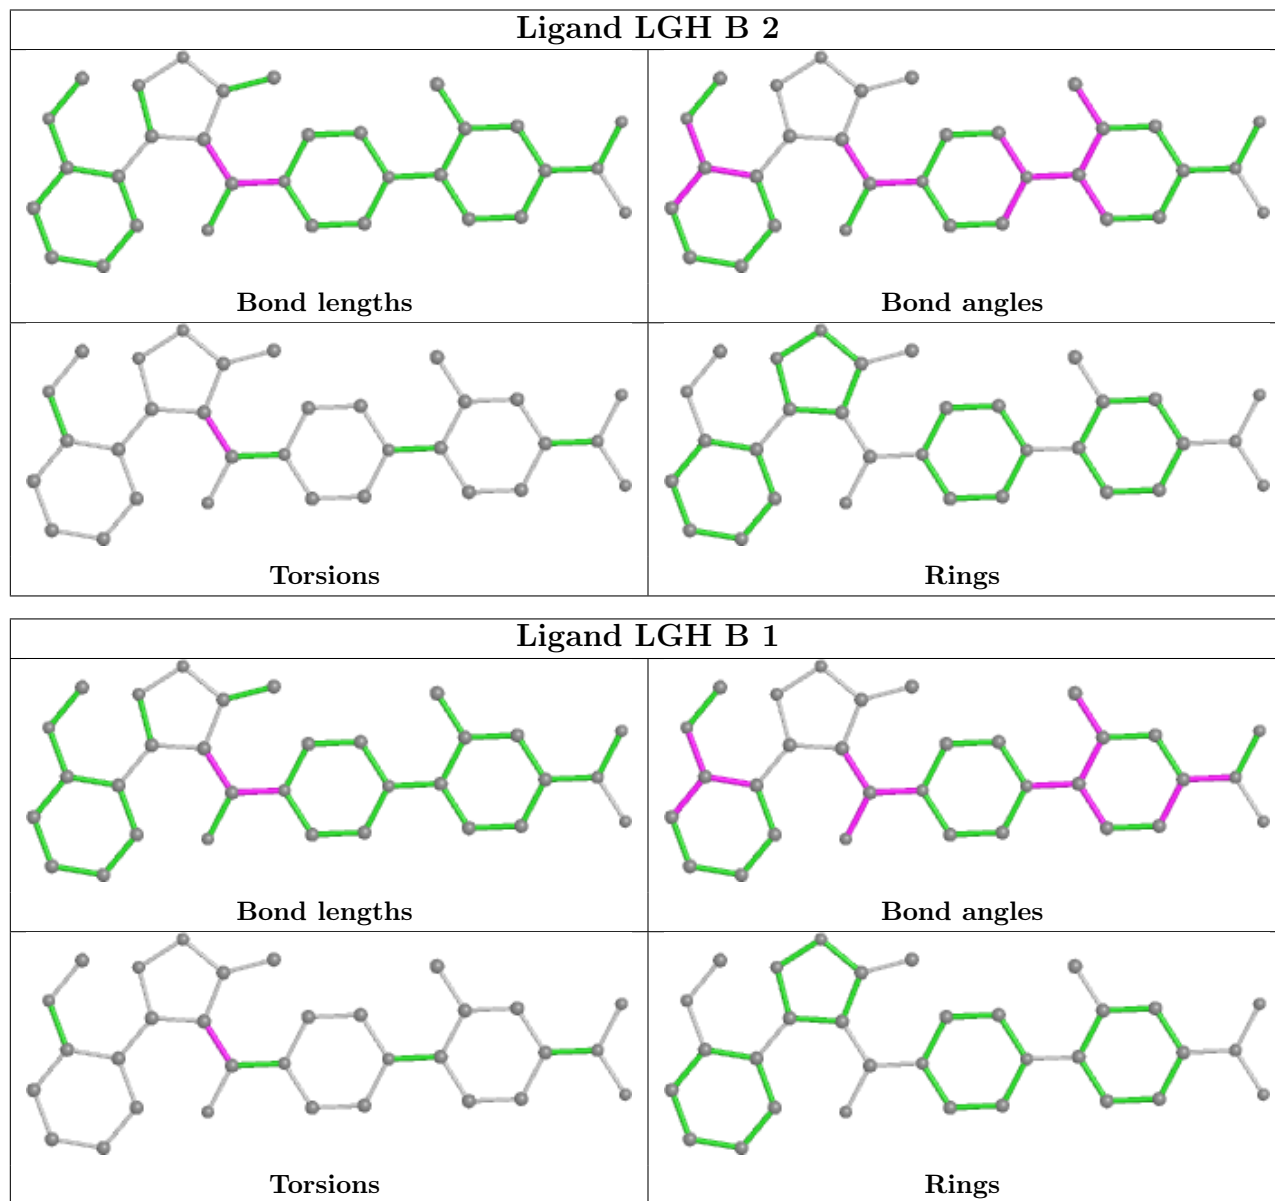 Ligand LGH B 2
Bond lengths
Bond angles
Torsions
Rings
Ligand LGH B 1
Bond lengths
Bond angles
Torsions
Rings